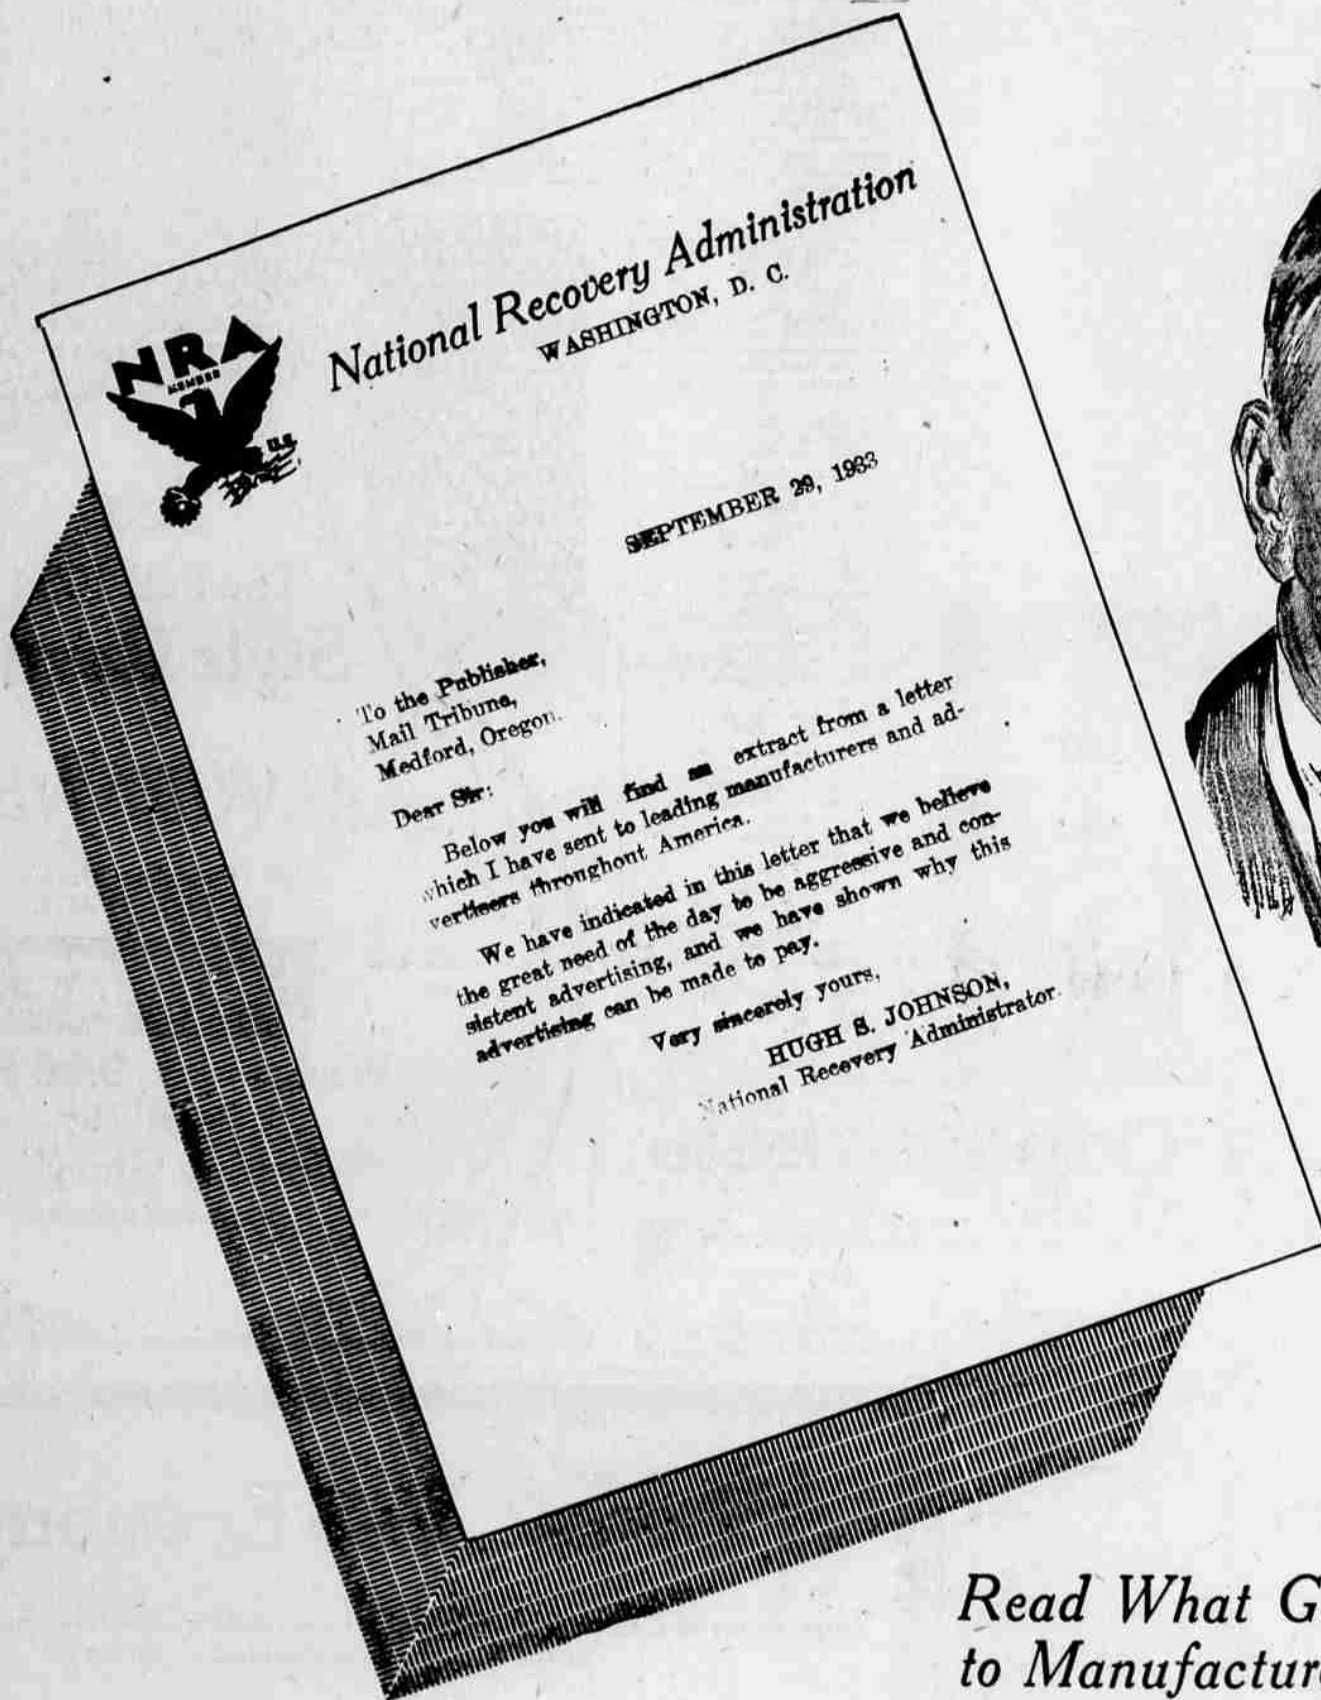 NRA
MEMBER
U.S.
National Recovery Administration
WASHINGTON, D. C.
SEPTEMBER 29, 1933
To the Publisher,
Mail Tribune,
Medford, Oregon.
Dear Sir:
Below you will find an extract from a letter
which I have sent to leading manufacturers and ad-
vertisers throughout America.
We have indicated in this letter that we believe
the great need of the day to be aggressive and con-
sistent advertising, and we have shown why this
advertising can be made to pay.
Very sincerely yours,
HUGH S. JOHNSON,
National Recovery Administrator.
Read What G
to Manufactur